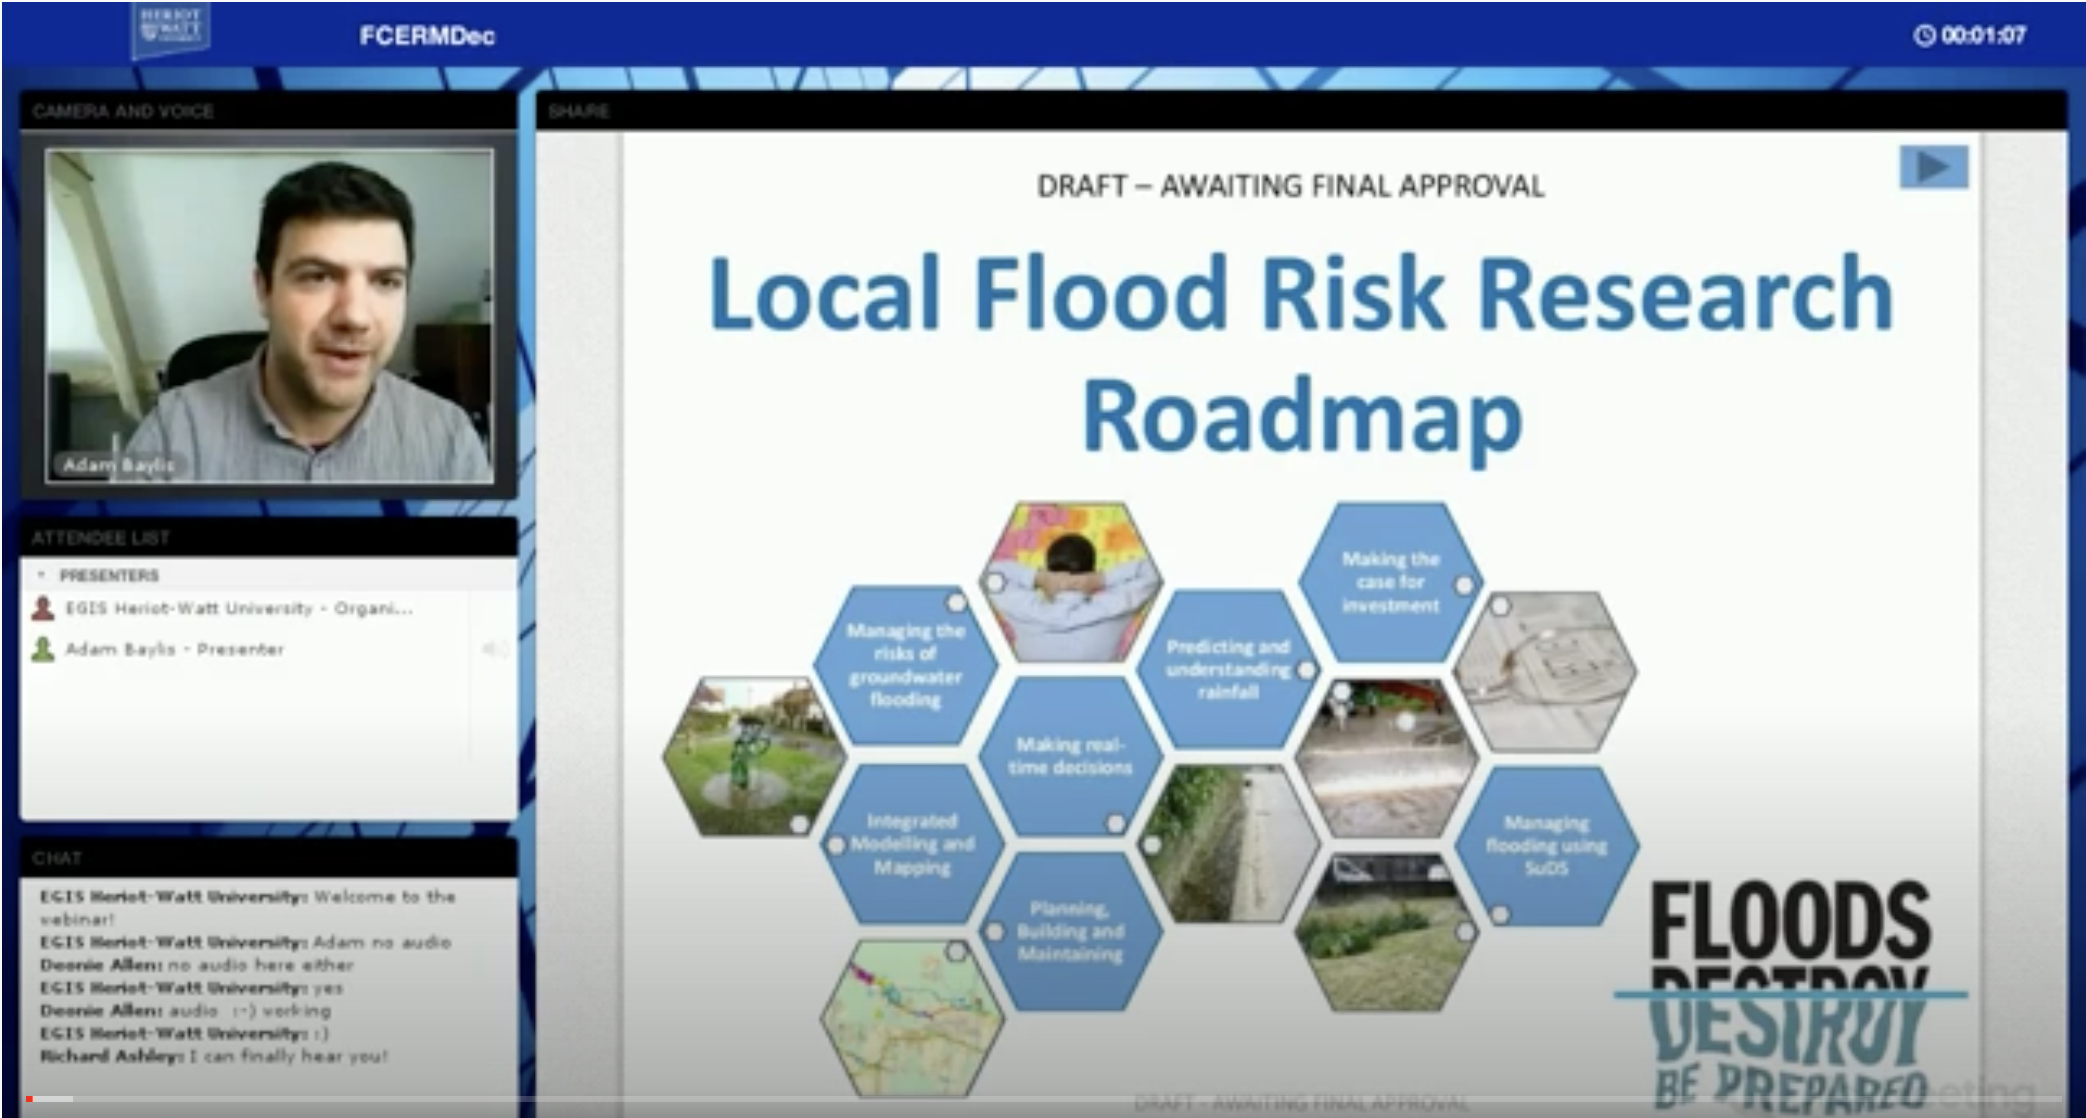 HERIOT
WATT
UNIVERSITY
FCERMDec
00:01:07
CAMERA AND VOICE
Adam Baylis
ATTENDEE LIST
PRESENTERS
EGIS Heriot-Watt University - Organi...
Adam Baylis - Presenter
CHAT
EGIS Heriot-Watt University: Welcome to the
webinar!
EGIS Heriot-Watt University: Adam no audio
Deonie Allen: no audio here either
EGIS Heriot-Watt University: yes
Deonie Allen: audio :-) working
EGIS Heriot-Watt University: :)
Richard Ashley: I can finally hear you!
SHARE
DRAFT – AWAITING FINAL APPROVAL
Local Flood Risk Research
Roadmap
Making the
case for
investment
Managing the
risks of
groundwater
flooding
Predicting and
understanding
rainfall
Making real-
time decisions
Integrated
Modelling and
Mapping
Managing
flooding using
SuDS
Planning,
Building and
Maintaining
FLOODS
DESTROY
BE PREPARED
DRAFT - AWAITING FINAL APPROVAL